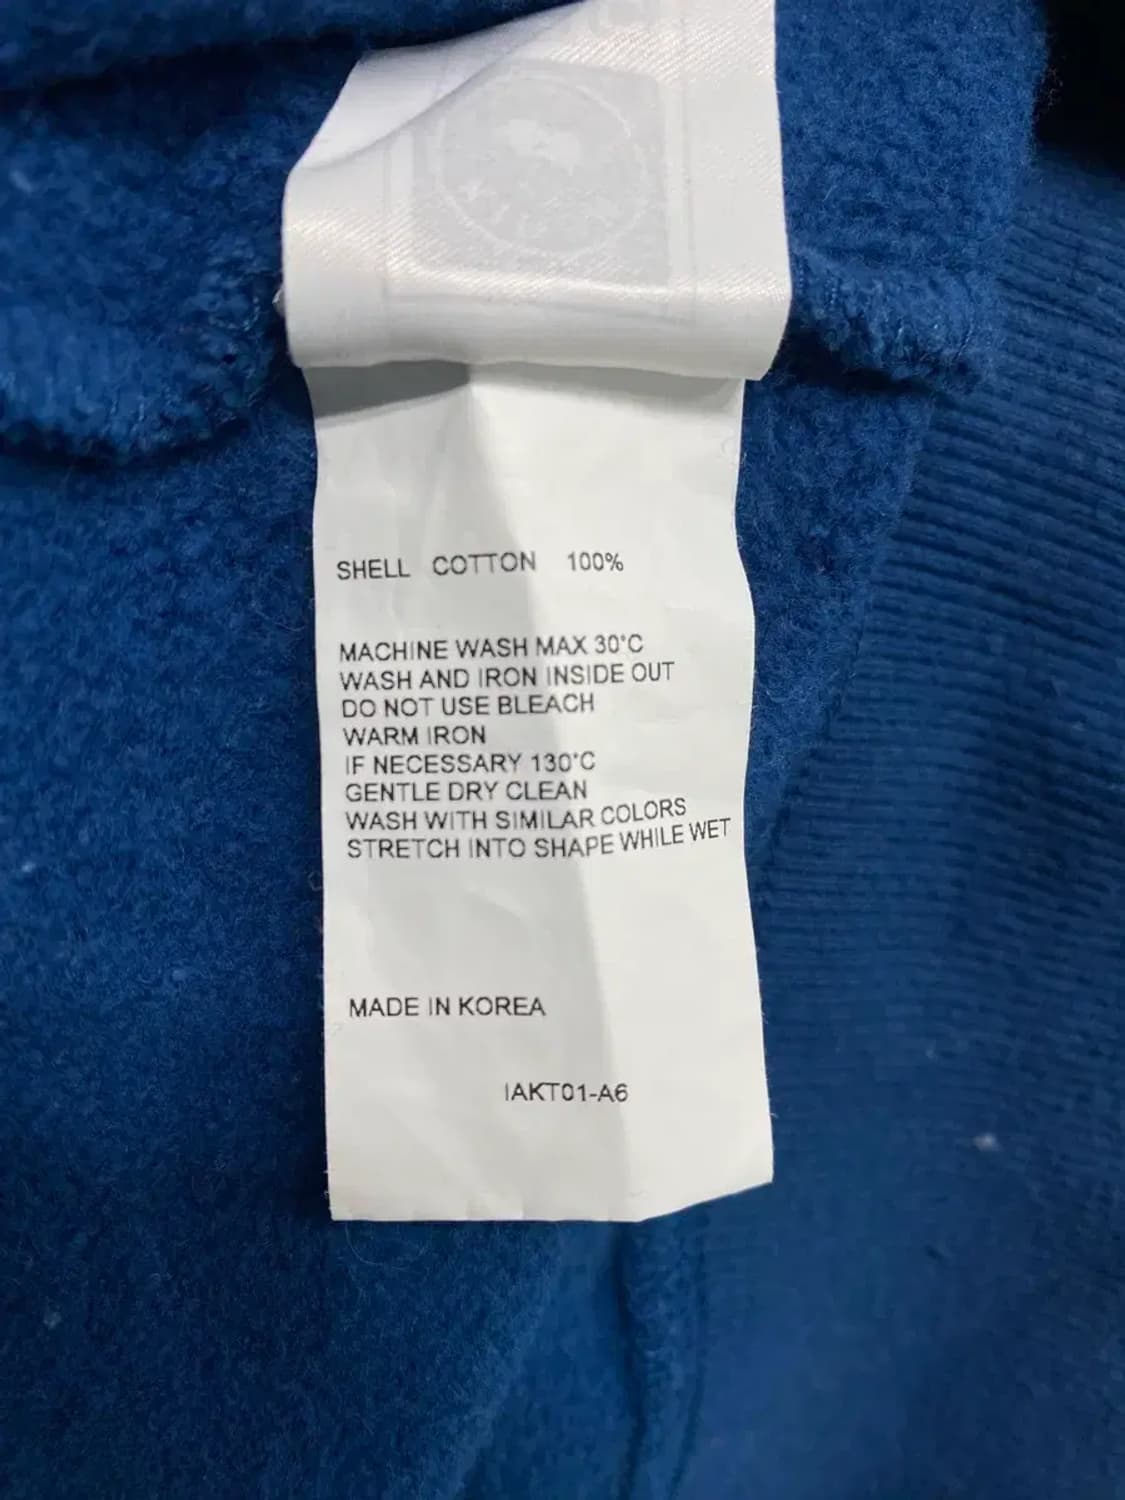 SHELL COTTON 100%
MACHINE WASH MAX 30°C
WASH AND IRON INSIDE OUT
DO NOT USE BLEACH
WARM IRON
IF NECESSARY 130°C
GENTLE DRY CLEAN
WASH WITH SIMILAR COLORS
STRETCH INTO SHAPE WHILE WET
MADE IN KOREA
IAKT01-A6